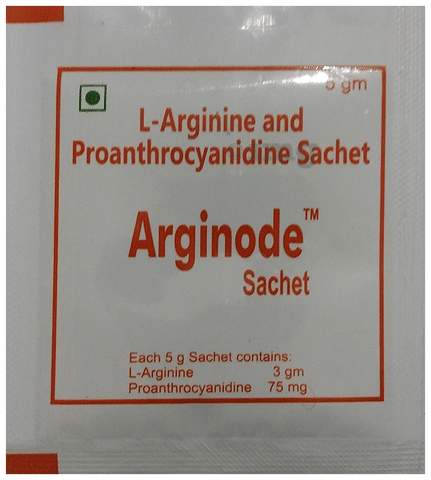 5 gm
L-Arginine and
Proanthrocyanidine Sachet
Arginode™
Sachet
Each 5 g Sachet contains:
L-Arginine 3 gm
Proanthrocyanidine 75 mg